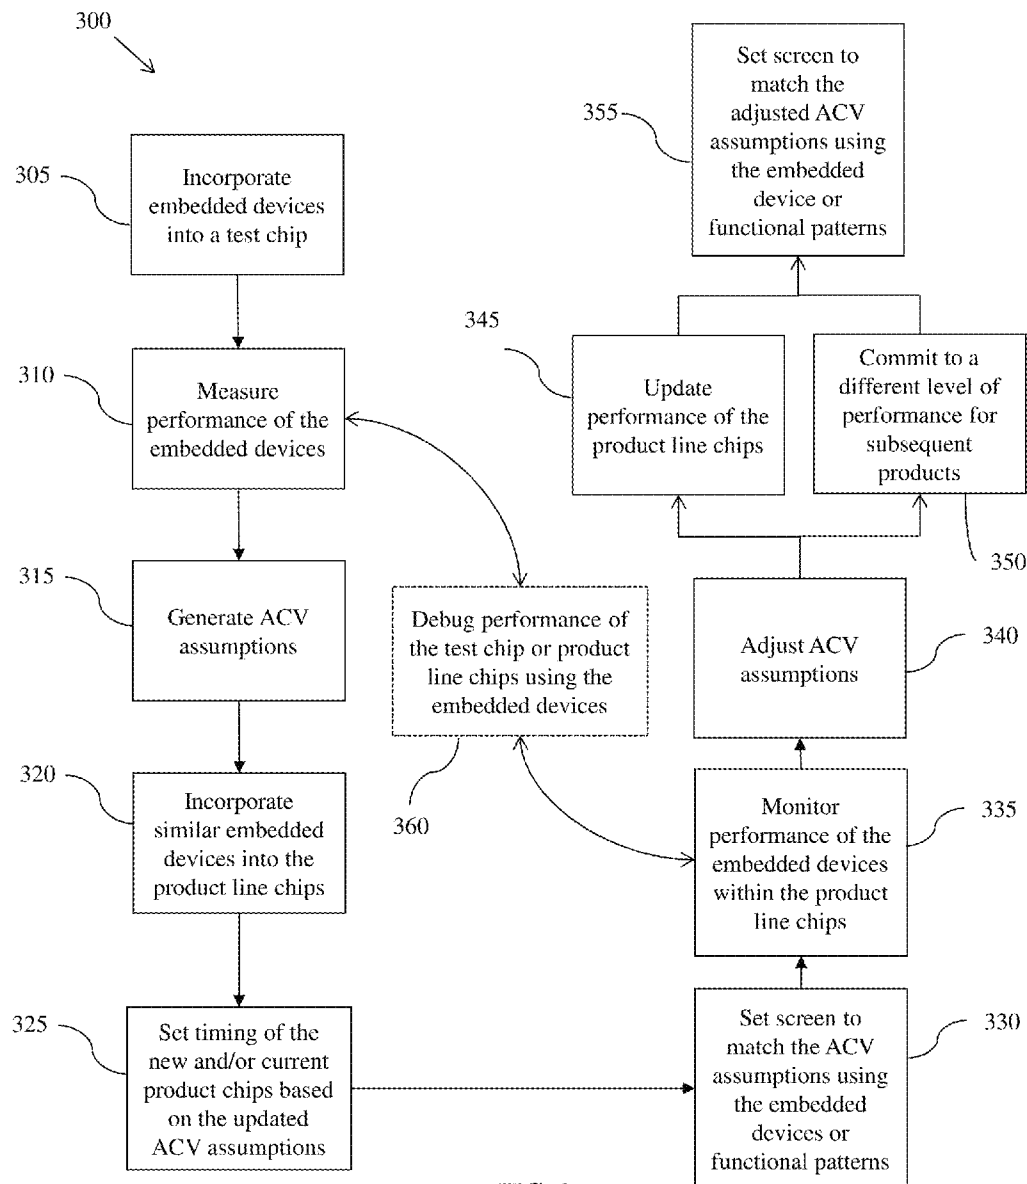 300
305
Incorporate
embedded devices
into a test chip
310
Measure
performance of the
embedded devices
315
Generate ACV
assumptions
320
Incorporate
similar embedded
devices into the
product line chips
325
Set timing of the
new and/or current
product chips based
on the updated
ACV assumptions
330
Set screen to
match the ACV
assumptions using
the embedded
devices or
functional patterns
335
Monitor
performance of the
embedded devices
within the product
line chips
360
Debug performance of
the test chip or product
line chips using the
embedded devices
340
Adjust ACV
assumptions
345
Update
performance of the
product line chips
350
Commit to a
different level of
performance for
subsequent
products
355
Set screen to
match the
adjusted ACV
assumptions using
the embedded
device or
functional patterns